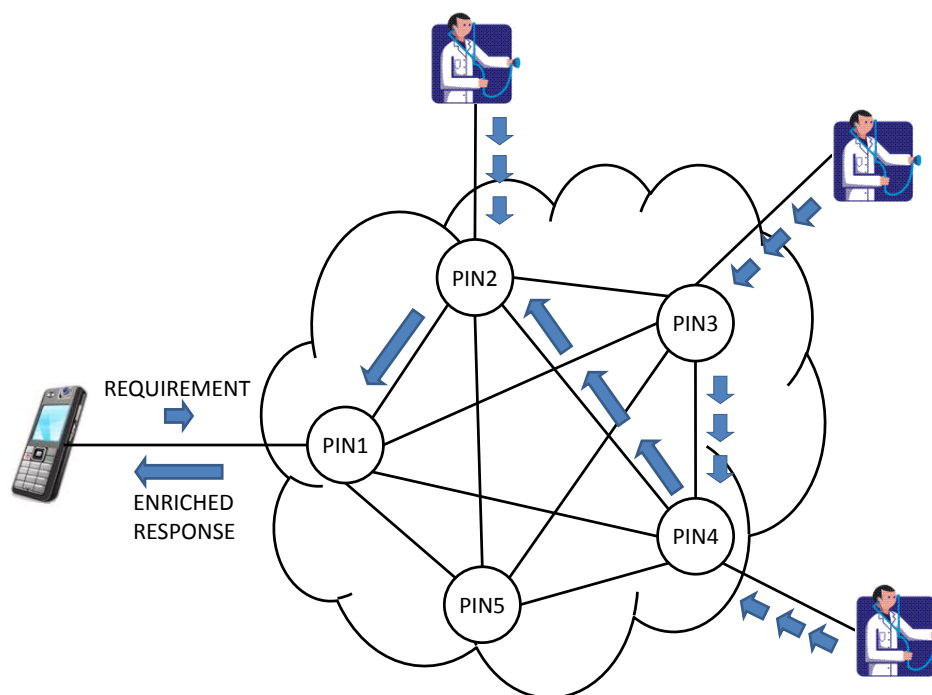 PIN2
PIN3
REQUIREMENT
PIN1
ENRICHED
RESPONSE
PIN4
PIN5